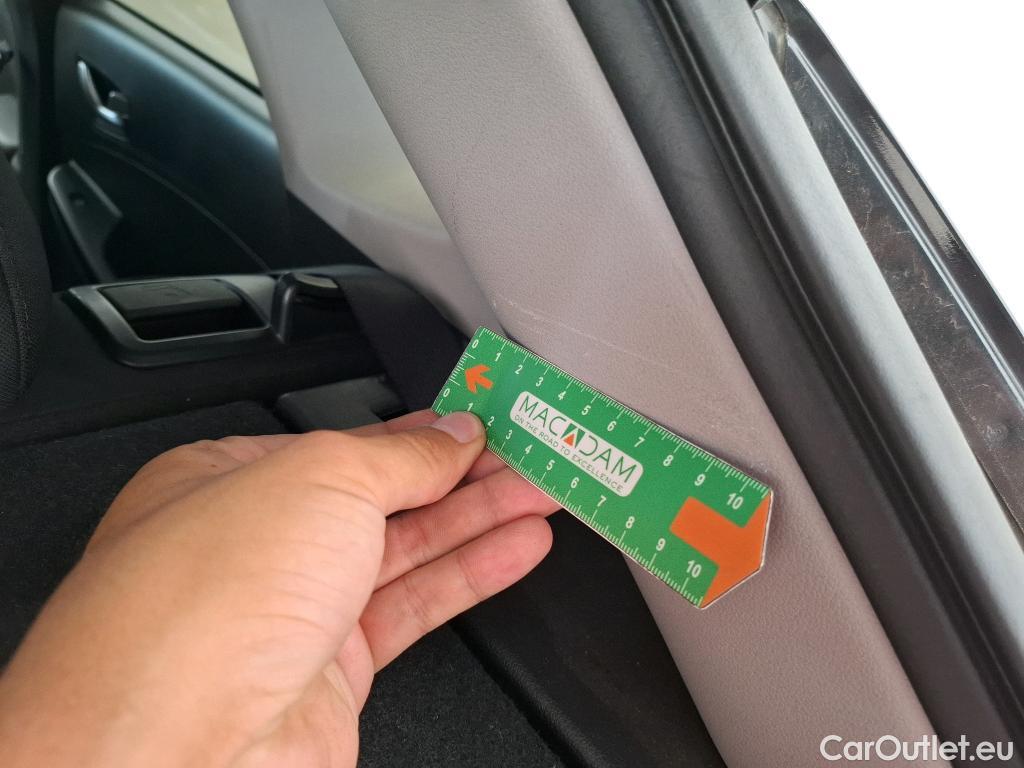 0 1 2 3 4 5 6 7 8 9 10
MACADAM
ON THE ROAD TO EXCELLENCE
0 1 2 3 4 5 6 7 8 9 10
CarOutlet.eu